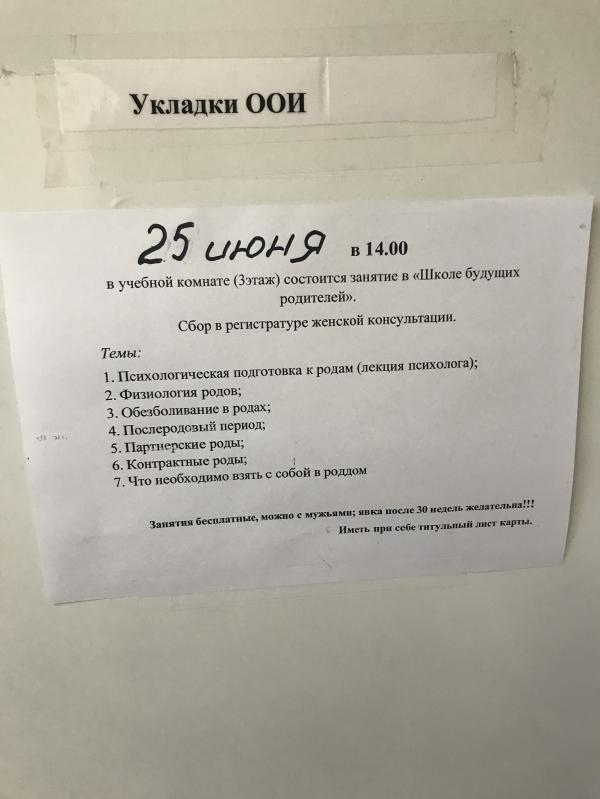 Укладки ООИ
25 июня в 14.00
в учебной комнате (3этаж) состоится занятие в «Школе будущих
родителей».
Сбор в регистратуре женской консультации.
Темы:
1. Психологическая подготовка к родам (лекция психолога);
2. Физиология родов;
3. Обезболивание в родах;
4. Послеродовый период;
5. Партнерские роды;
6. Контрактные роды;
7. Что необходимо взять с собой в роддом
Занятия бесплатные, можно с мужьями; явка после 30 недель желательна!!!
Иметь при себе титульный лист карты.